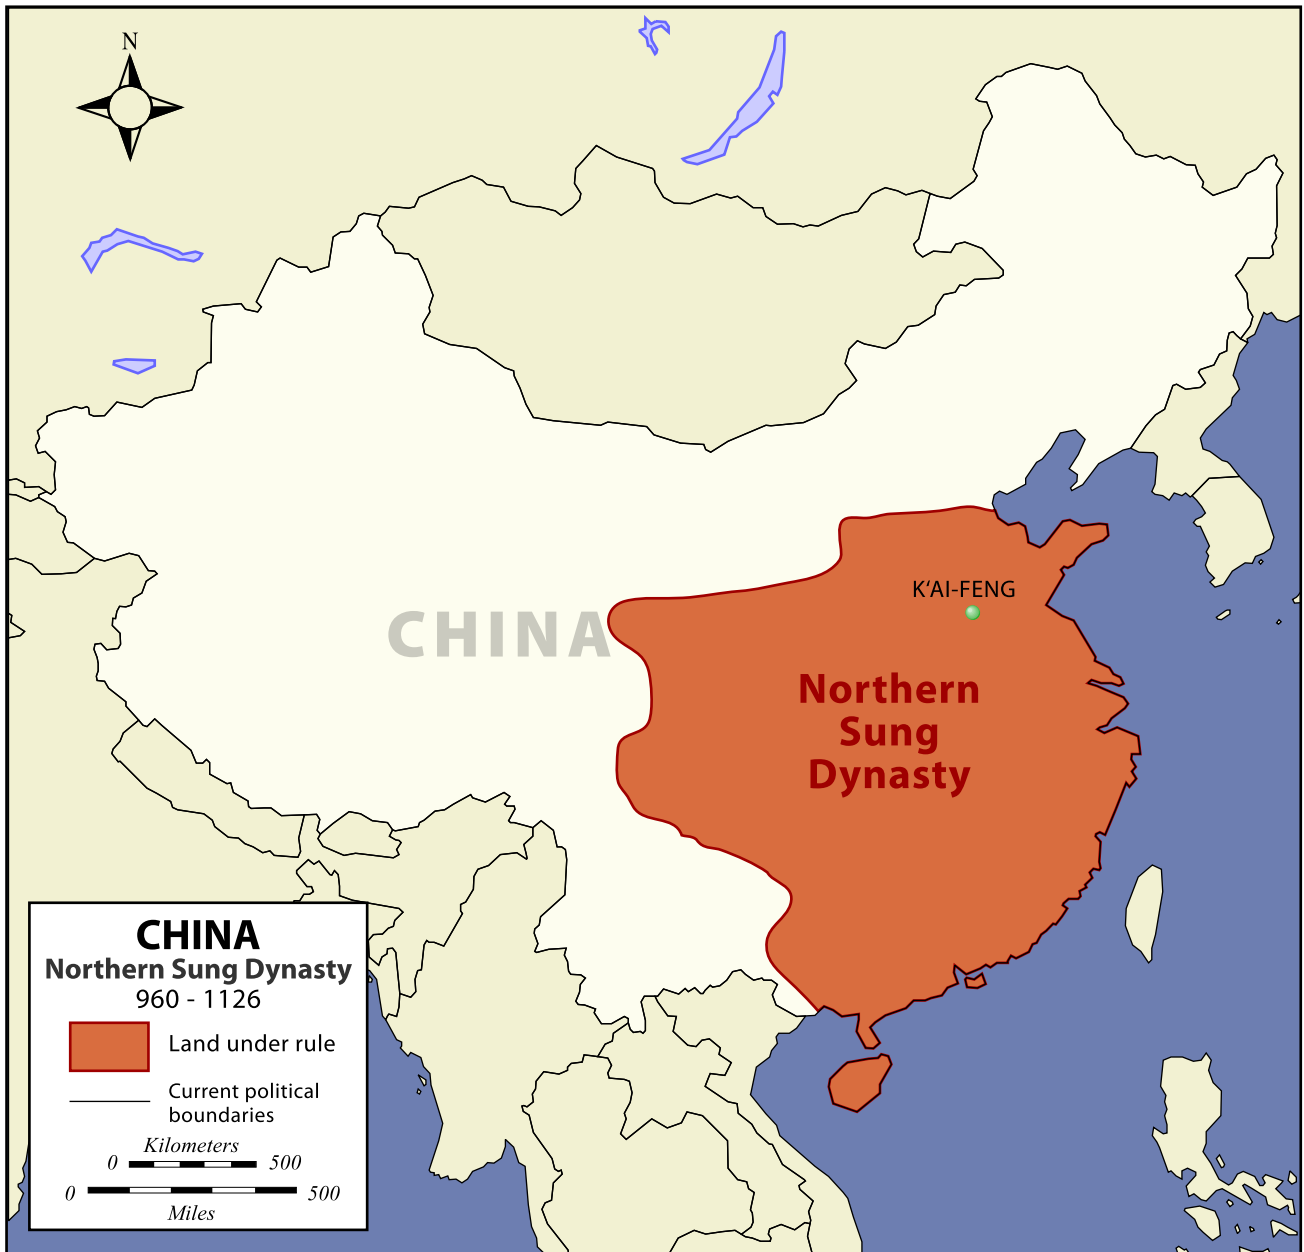 N
K‘AI-FENG
CHINA
Northern
Sung
Dynasty
CHINA
Northern Sung Dynasty
960 - 1126
Land under rule
Current political
boundaries
Kilometers
0 500
0 500
Miles